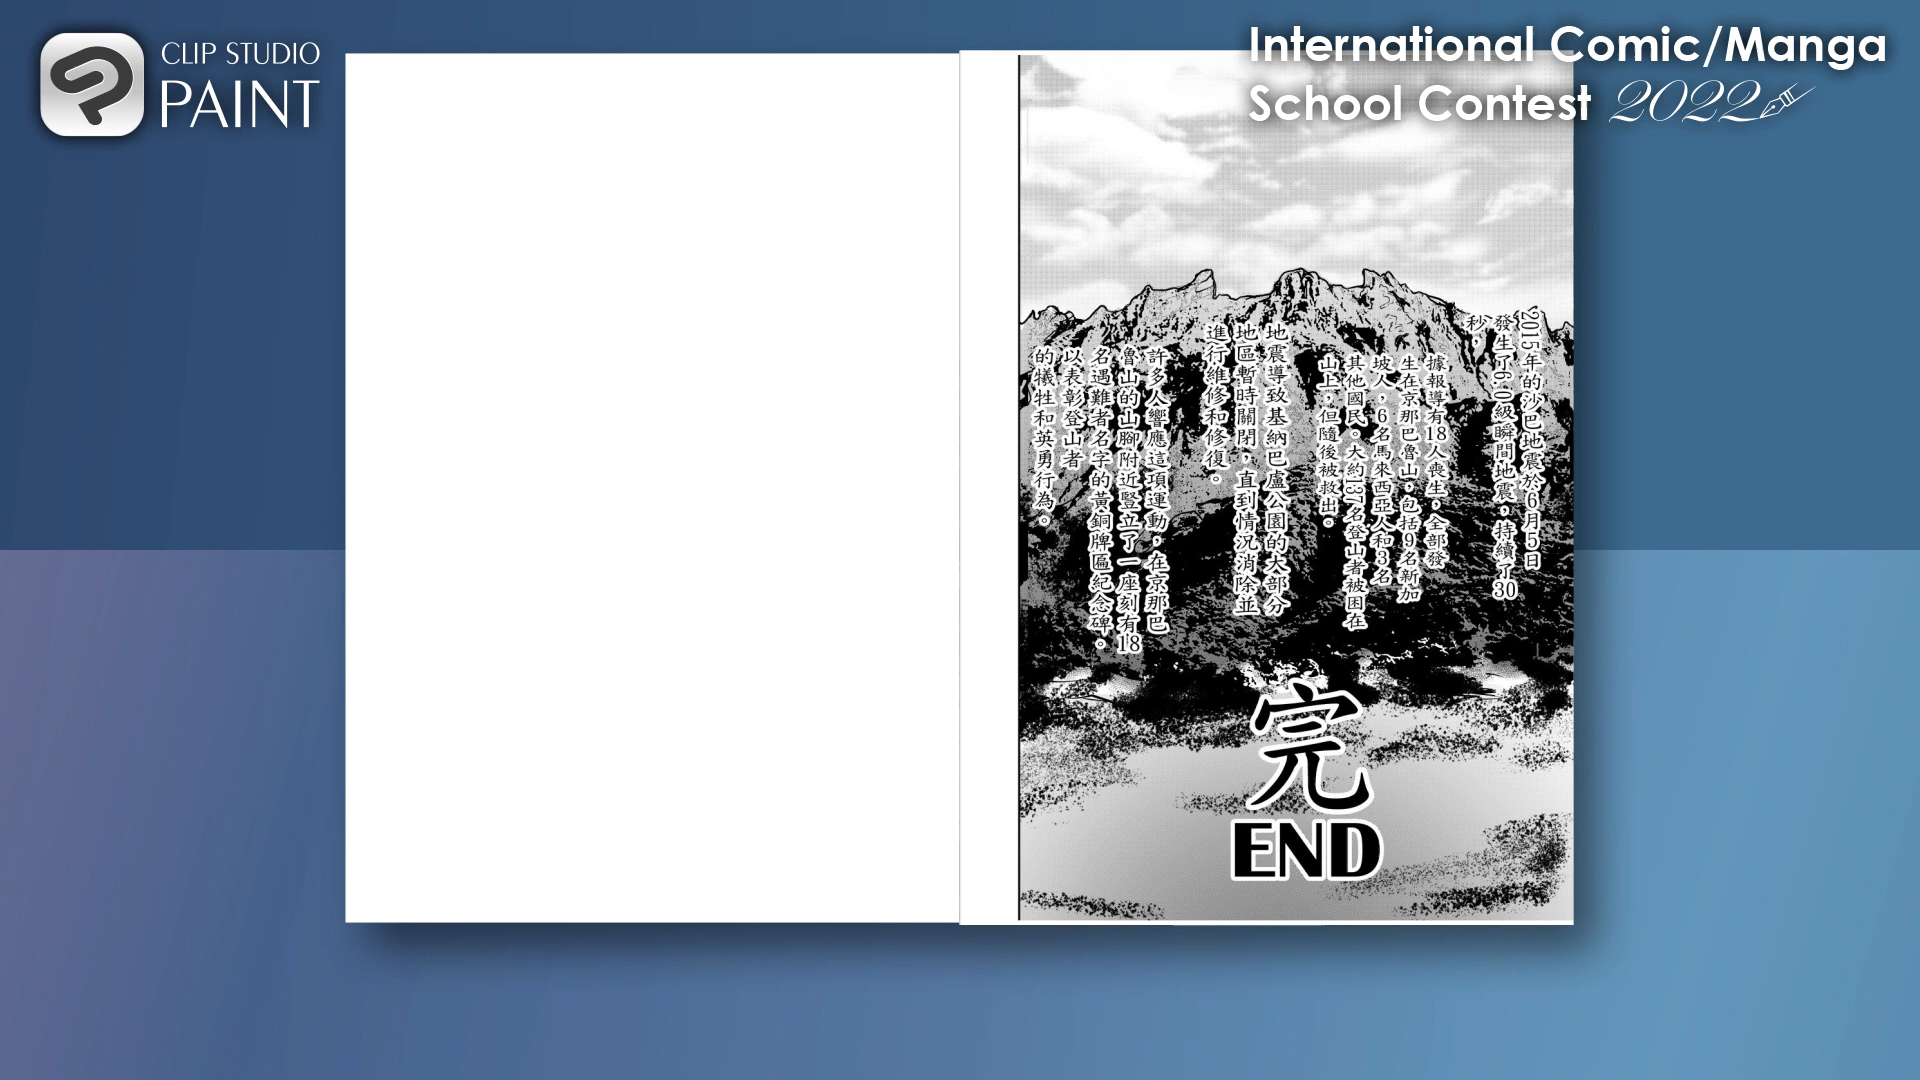 CLIP STUDIO
PAINT
International Comic/Manga
School Contest 2022
2015年的沙巴地震於6月5日
發生了6.0級瞬間地震，持續了30
秒，
據報導有18人喪生，全部發
生在京那巴魯山，包括9名新加
坡人，6名馬來西亞人和3名
其他國民。大約137名登山者被困在
山上，但隨後被救出。
地震導致基納巴盧公園的大部分
地區暫時關閉，直到情況消除並
進行維修和修復。
許多人響應這項運動，在京那巴
魯山的山腳附近豎立了一座刻有18
名遇難者名字的黃銅牌匾紀念碑。
以表彰登山者
的犧牲和英勇行為。
完
END